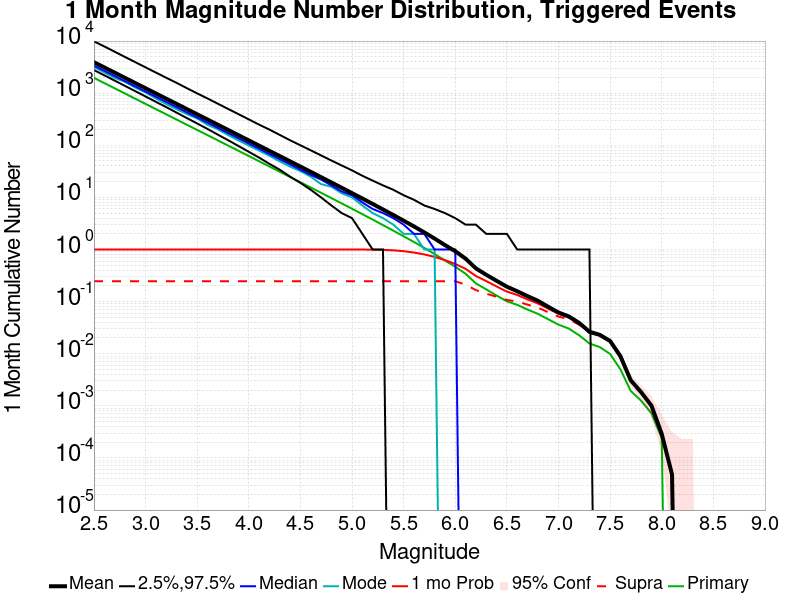 1 Month Magnitude Number Distribution, Triggered Events
1 Month Cumulative Number
10^4
10^3
10^2
10^1
10^0
10^-1
10^-2
10^-3
10^-4
10^-5
2.5 3.0 3.5 4.0 4.5 5.0 5.5 6.0 6.5 7.0 7.5 8.0 8.5 9.0
Magnitude
Mean 2.5%,97.5% Median Mode 1 mo Prob 95% Conf Supra Primary